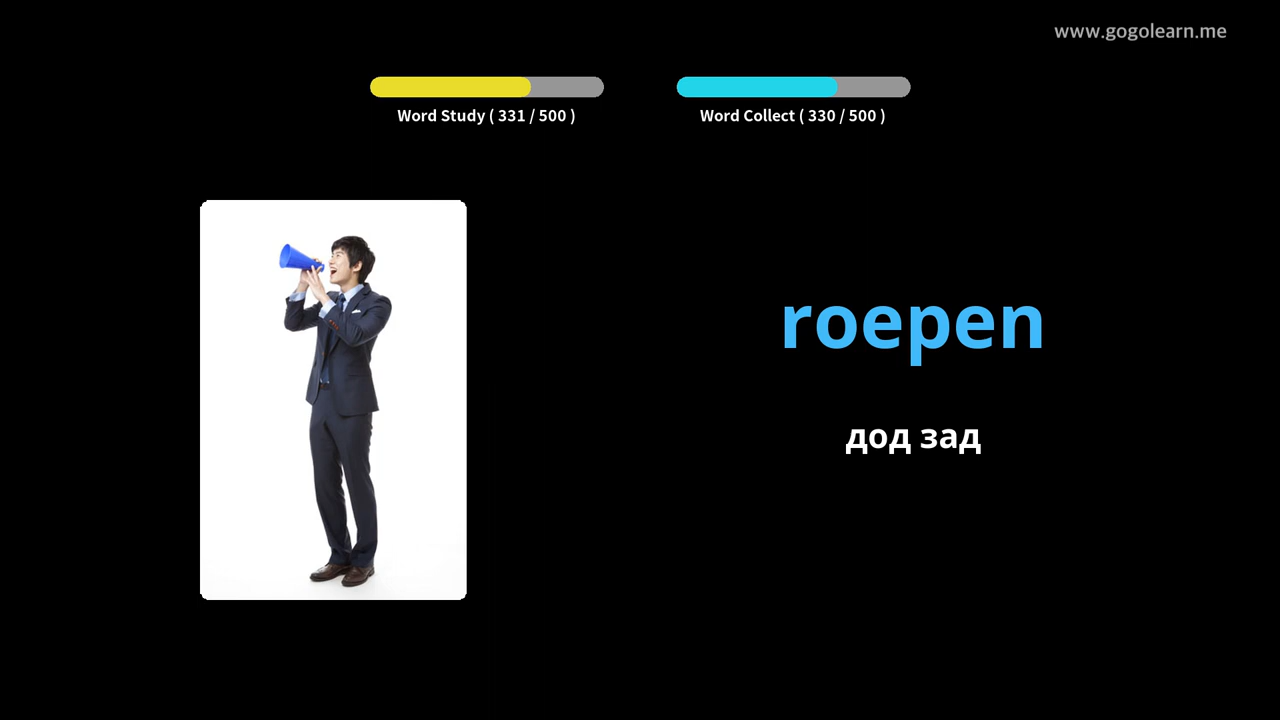 www.gogolearn.me
Word Study ( 331 / 500 )
Word Collect ( 330 / 500 )
roepen
дод зад